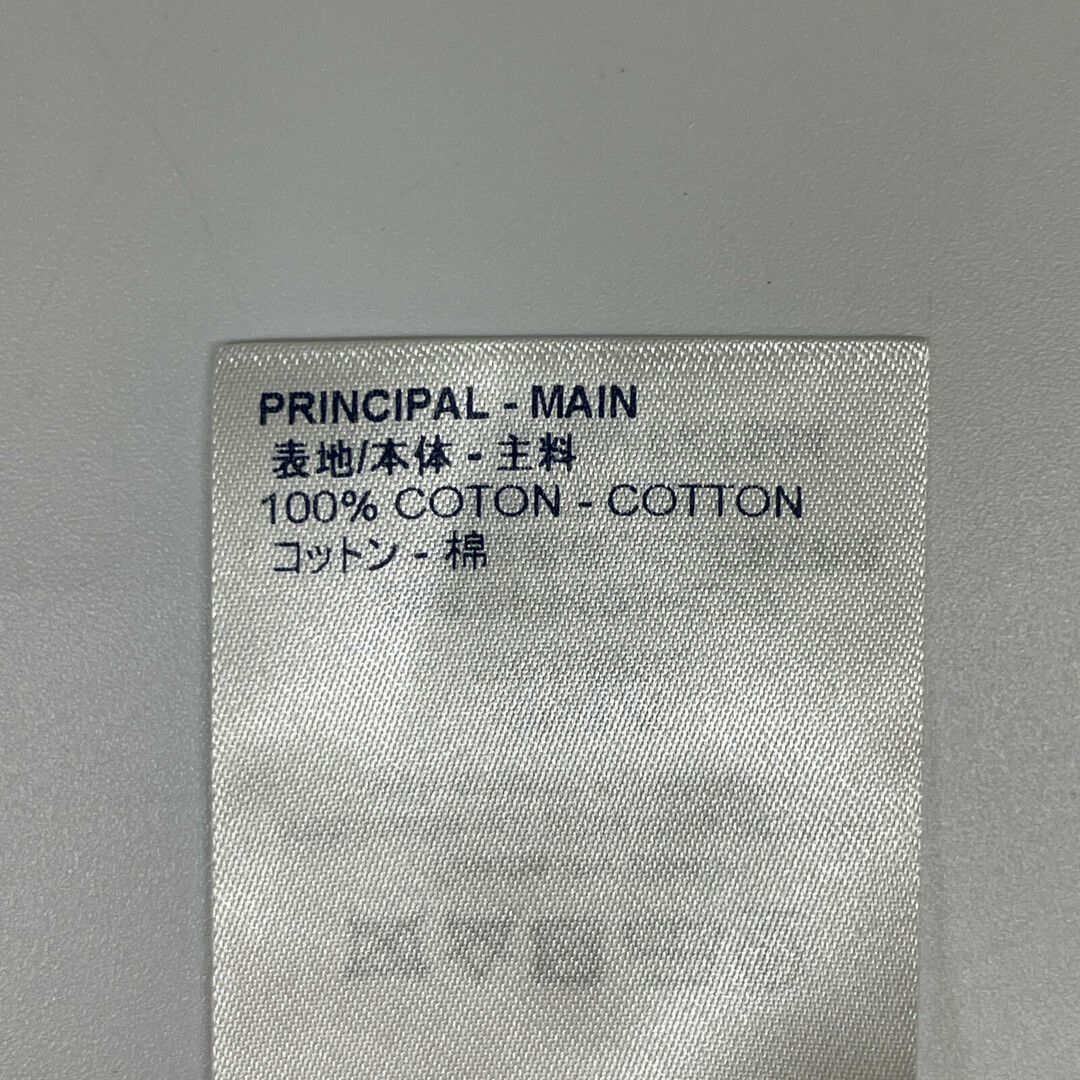 PRINCIPAL - MAIN
表地/本体 - 主料
100% COTON - COTTON
コットン - 棉